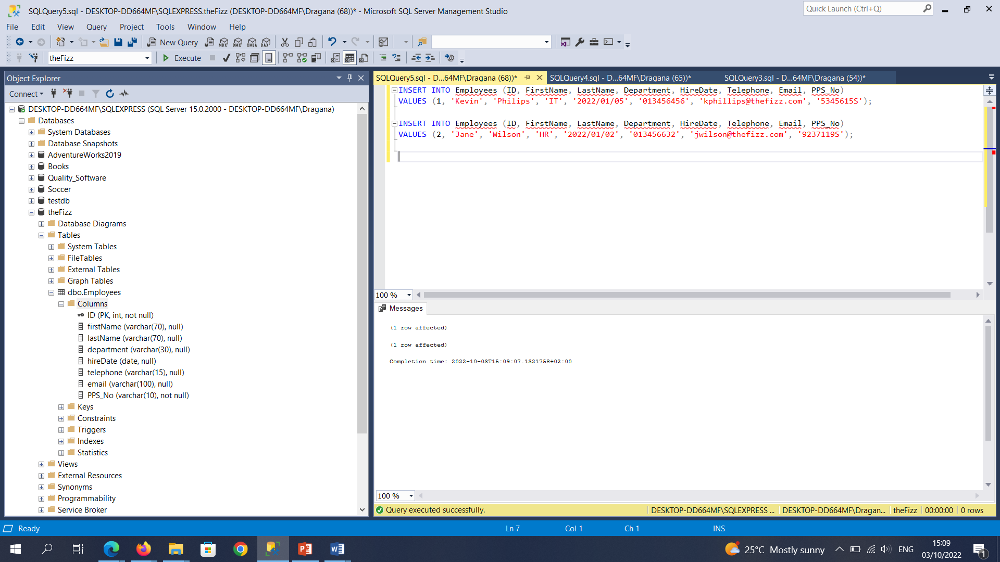 SQLQuery5.sql - DESKTOP-DD664MF\SQLEXPRESS.theFizz (DESKTOP-DD664MF\Dragana (68))* - Microsoft SQL Server Management Studio
Quick Launch (Ctrl+Q)
File Edit View Query Project Tools Window Help
New Query MDX DMX XMLA DAX
theFizz Execute
Object Explorer
Connect
DESKTOP-DD664MF\SQLEXPRESS (SQL Server 15.0.2000 - DESKTOP-DD664MF\Dragana)
Databases
System Databases
Database Snapshots
AdventureWorks2019
Books
Quality_Software
Soccer
testdb
theFizz
Database Diagrams
Tables
System Tables
FileTables
External Tables
Graph Tables
dbo.Employees
Columns
ID (PK, int, not null)
firstName (varchar(70), null)
lastName (varchar(70), null)
department (varchar(30), null)
hireDate (date, null)
telephone (varchar(15), null)
email (varchar(100), null)
PPS_No (varchar(10), not null)
Keys
Constraints
Triggers
Indexes
Statistics
Views
External Resources
Synonyms
Programmability
Service Broker
SQLQuery5.sql - D...64MF\Dragana (68))* SQLQuery4.sql - D...64MF\Dragana (65))* SQLQuery3.sql - D...64MF\Dragana (54))*
INSERT INTO Employees (ID, FirstName, LastName, Department, HireDate, Telephone, Email, PPS_No)
VALUES (1, 'Kevin', 'Philips', 'IT', '2022/01/05', '013456456', 'kphillips@thefizz.com', '5345615S');
INSERT INTO Employees (ID, FirstName, LastName, Department, HireDate, Telephone, Email, PPS_No)
VALUES (2, 'Jane', 'Wilson', 'HR', '2022/01/02', '013456632', 'jwilson@thefizz.com', '9237119S');
100 %
Messages
(1 row affected)
(1 row affected)
Completion time: 2022-10-03T15:09:07.1321758+02:00
100 %
Query executed successfully. DESKTOP-DD664MF\SQLEXPRESS ... DESKTOP-DD664MF\Dragan... theFizz 00:00:00 0 rows
Ready Ln 7 Col 1 Ch 1 INS
25°C Mostly sunny ENG 15:09
03/10/2022
1